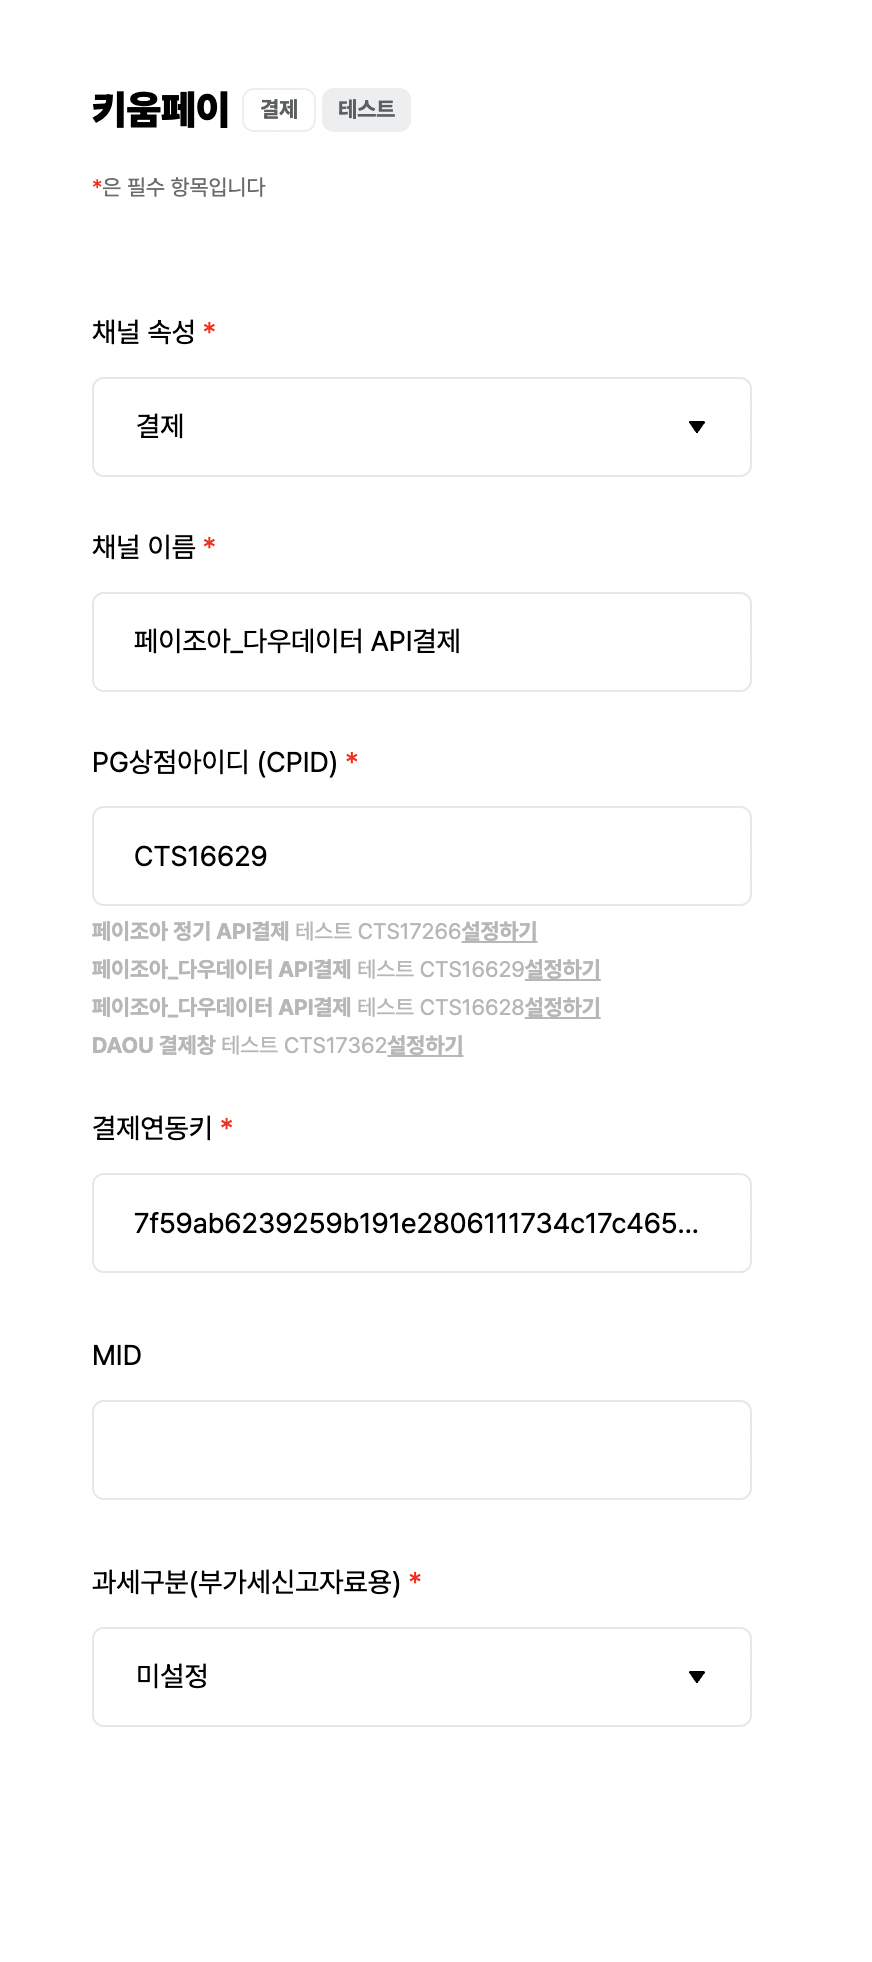 키움페이 결제 테스트
*은 필수 항목입니다
채널 속성 *
결제
채널 이름 *
페이조아_다우데이터 API결제
PG상점아이디 (CPID) *
CTS16629
페이조아 정기 API결제 테스트 CTS17266설정하기
페이조아_다우데이터 API결제 테스트 CTS16629설정하기
페이조아_다우데이터 API결제 테스트 CTS16628설정하기
DAOU 결제창 테스트 CTS17362설정하기
결제연동키 *
7f59ab6239259b191e2806111734c17c465...
MID
과세구분(부가세신고자료용) *
미설정